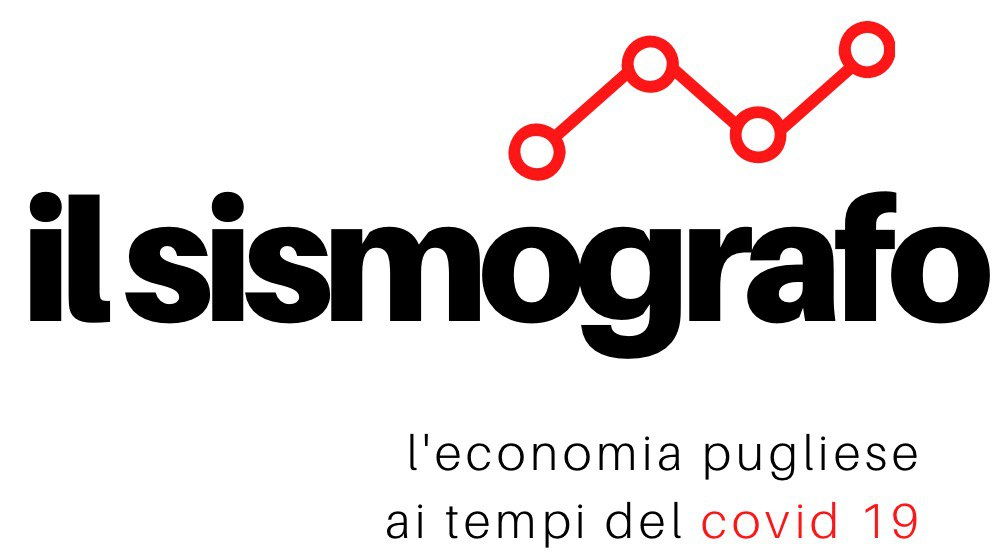 il sismografo
l'economia pugliese
ai tempi del covid 19